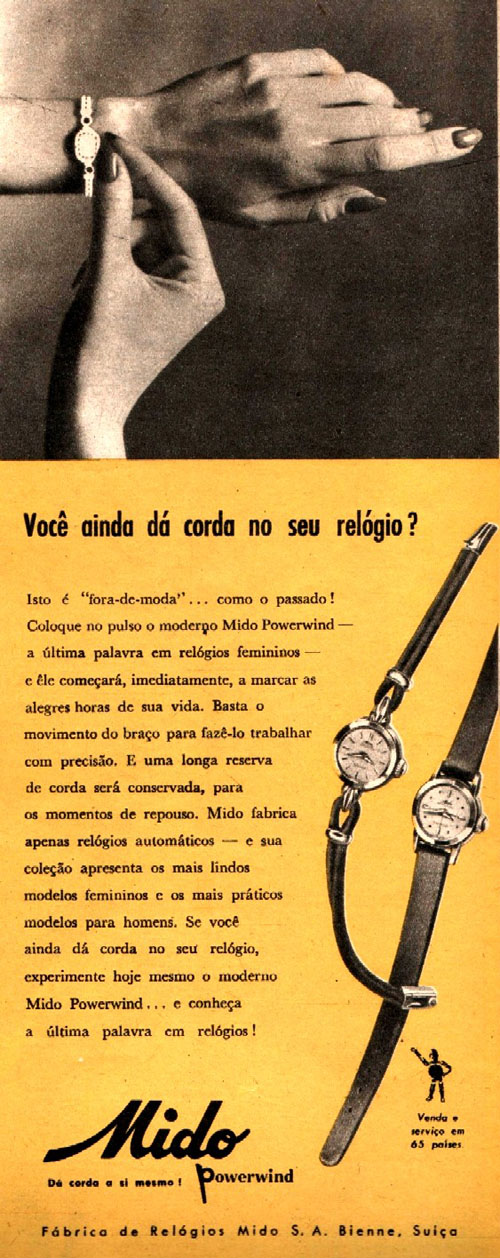 Você ainda dá corda no seu relógio?
Isto é "fora-de-moda"... como o passado!
Coloque no pulso o moderno Mido Powerwind —
a última palavra em relógios femininos —
e êle começará, imediatamente, a marcar as
alegres horas de sua vida. Basta o
movimento do braço para fazê-lo trabalhar
com precisão. E uma longa reserva
de corda será conservada, para
os momentos de repouso. Mido fabrica
apenas relógios automáticos — e sua
coleção apresenta os mais lindos
modelos femininos e os mais práticos
modelos para homens. Se você
ainda dá corda no seu relógio,
experimente hoje mesmo o moderno
Mido Powerwind... e conheça
a última palavra em relógios!
Venda e
serviço em
65 países.
Mido
Dá corda a si mesmo!
Powerwind
Fábrica de Relógios Mido S. A. Bienne, Suiça